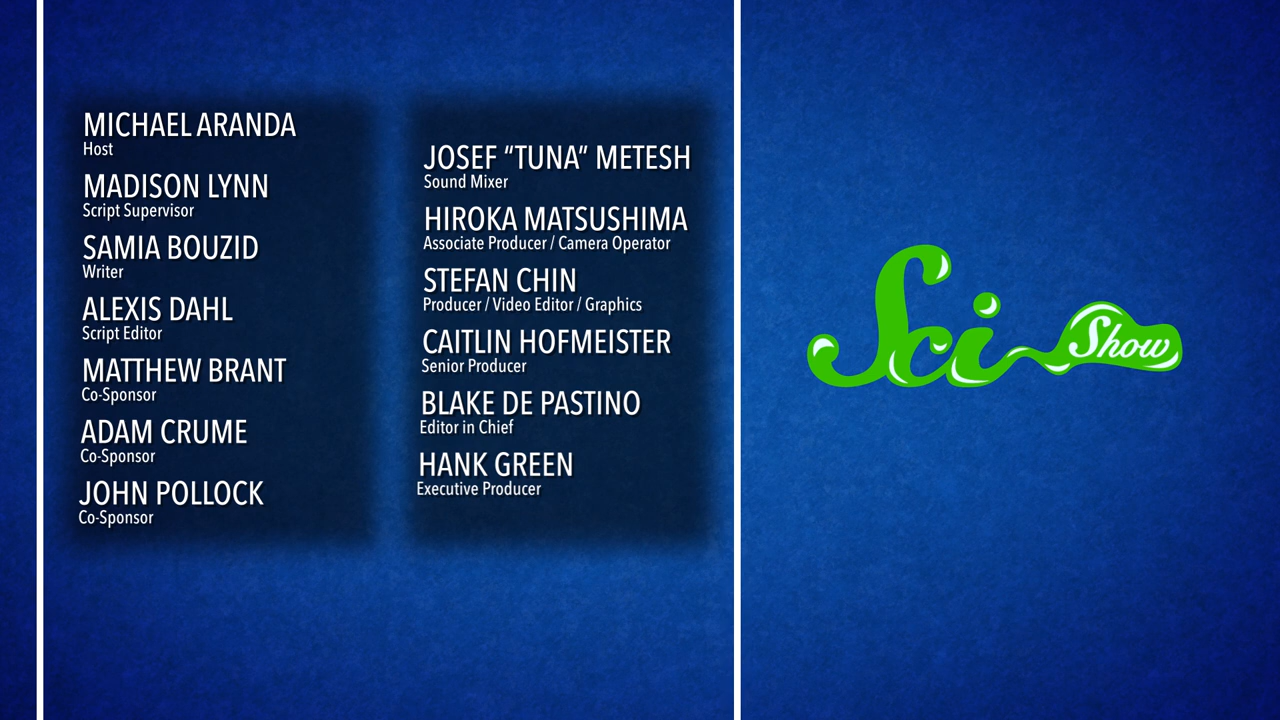 MICHAEL ARANDA
Host
MADISON LYNN
Script Supervisor
SAMIA BOUZID
Writer
ALEXIS DAHL
Script Editor
MATTHEW BRANT
Co-Sponsor
ADAM CRUME
Co-Sponsor
JOHN POLLOCK
Co-Sponsor
JOSEF “TUNA” METESH
Sound Mixer
HIROKA MATSUSHIMA
Associate Producer / Camera Operator
STEFAN CHIN
Producer / Video Editor / Graphics
CAITLIN HOFMEISTER
Senior Producer
BLAKE DE PASTINO
Editor in Chief
HANK GREEN
Executive Producer
Sci Show